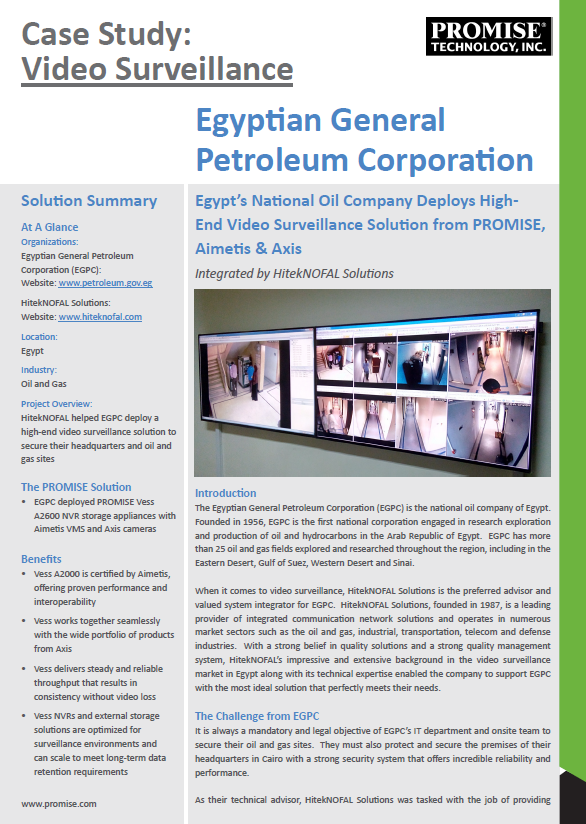 Case Study:
Video Surveillance
PROMISE®
TECHNOLOGY, INC.
Egyptian General
Petroleum Corporation
Solution Summary
At A Glance
Organizations:
Egyptian General Petroleum
Corporation (EGPC):
Website: www.petroleum.gov.eg
HitekNOFAL Solutions:
Website: www.hiteknofal.com
Location:
Egypt
Industry:
Oil and Gas
Project Overview:
HitekNOFAL helped EGPC deploy a
high-end video surveillance solution to
secure their headquarters and oil and
gas sites
The PROMISE Solution
• EGPC deployed PROMISE Vess
A2600 NVR storage appliances with
Aimetis VMS and Axis cameras
Benefits
• Vess A2000 is certified by Aimetis,
offering proven performance and
interoperability
• Vess works together seamlessly
with the wide portfolio of products
from Axis
• Vess delivers steady and reliable
throughput that results in
consistency without video loss
• Vess NVRs and external storage
solutions are optimized for
surveillance environments and
can scale to meet long-term data
retention requirements
www.promise.com
Egypt's National Oil Company Deploys High-
End Video Surveillance Solution from PROMISE,
Aimetis & Axis
Integrated by HitekNOFAL Solutions
Introduction
The Egyptian General Petroleum Corporation (EGPC) is the national oil company of Egypt.
Founded in 1956, EGPC is the first national corporation engaged in research exploration
and production of oil and hydrocarbons in the Arab Republic of Egypt. EGPC has more
than 25 oil and gas fields explored and researched throughout the region, including in the
Eastern Desert, Gulf of Suez, Western Desert and Sinai.
When it comes to video surveillance, HitekNOFAL Solutions is the preferred advisor and
valued system integrator for EGPC. HitekNOFAL Solutions, founded in 1987, is a leading
provider of integrated communication network solutions and operates in numerous
market sectors such as the oil and gas, industrial, transportation, telecom and defense
industries. With a strong belief in quality solutions and a strong quality management
system, HitekNOFAL's impressive and extensive background in the video surveillance
market in Egypt along with its technical expertise enabled the company to support EGPC
with the most ideal solution that perfectly meets their needs.
The Challenge from EGPC
It is always a mandatory and legal objective of EGPC's IT department and onsite team to
secure their oil and gas sites. They must also protect and secure the premises of their
headquarters in Cairo with a strong security system that offers incredible reliability and
performance.
As their technical advisor, HitekNOFAL Solutions was tasked with the job of providing